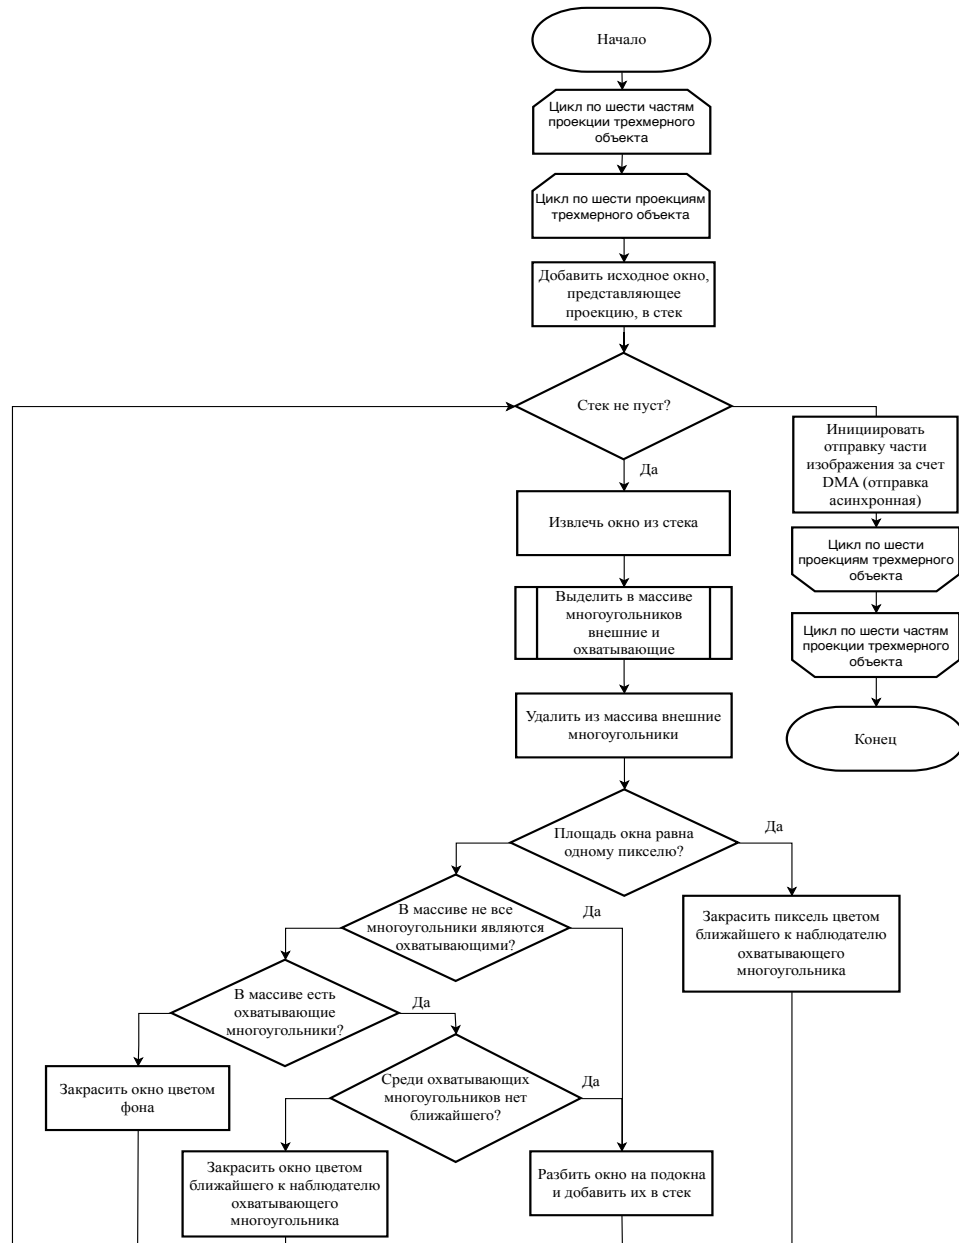 Начало
Цикл по шести частям
проекции трехмерного
объекта
Цикл по шести проекциям
трехмерного объекта
Добавить исходное окно,
представляющее
проекцию, в стек
Стек не пуст?
Да
Инициировать
отправку части
изображения за счет
DMA (отправка
асинхронная)
Извлечь окно из стека
Цикл по шести
проекциям трехмерного
объекта
Выделить в массиве
многоугольников
внешние и
охватывающие
Цикл по шести частям
проекции трехмерного
объекта
Удалить из массива внешние
многоугольники
Конец
Площадь окна равна
одному пикселю?
Да
В массиве не все
многоугольники являются
охватывающими?
Да
Закрасить пиксель цветом
ближайшего к наблюдателю
охватывающего
многоугольника
В массиве есть
охватывающие
многоугольники?
Да
Закрасить окно цветом
фона
Среди охватывающих
многоугольников нет
ближайшего?
Да
Закрасить окно цветом
ближайшего к наблюдателю
охватывающего
многоугольника
Разбить окно на подокна
и добавить их в стек